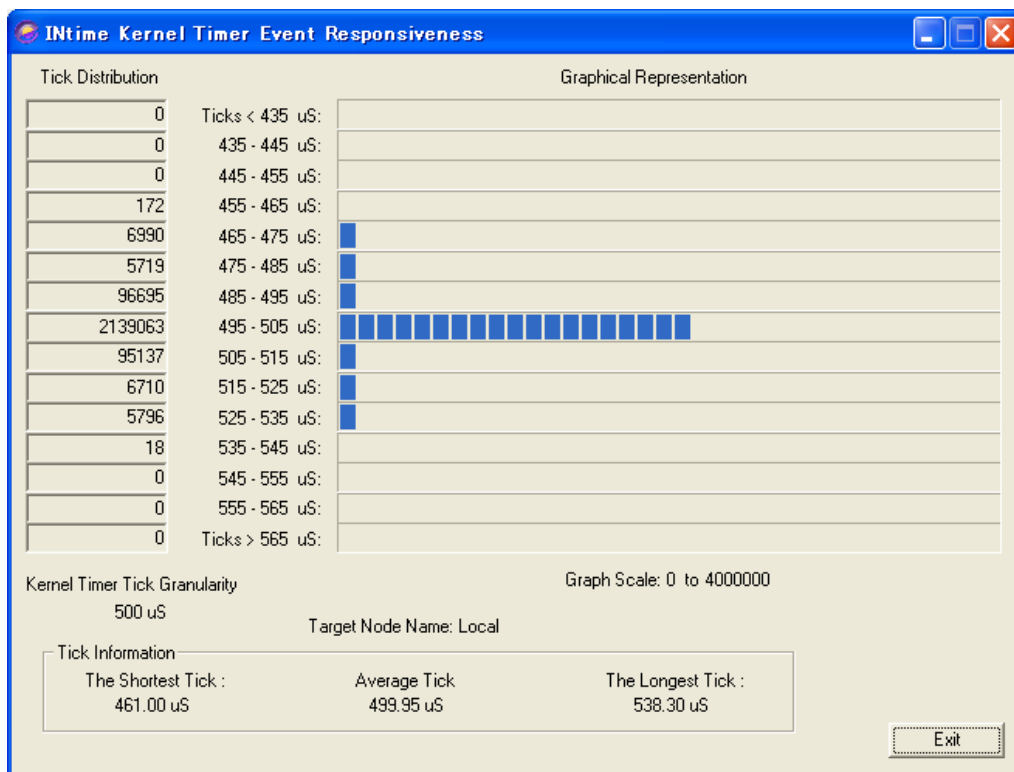 INtime Kernel Timer Event Responsiveness
Tick Distribution Graphical Representation
0 Ticks < 435 uS:
0 435 - 445 uS:
0 445 - 455 uS:
172 455 - 465 uS:
6990 465 - 475 uS:
5719 475 - 485 uS:
96695 485 - 495 uS:
2139063 495 - 505 uS:
95137 505 - 515 uS:
6710 515 - 525 uS:
5796 525 - 535 uS:
18 535 - 545 uS:
0 545 - 555 uS:
0 555 - 565 uS:
0 Ticks > 565 uS:
Kernel Timer Tick Granularity Graph Scale: 0 to 4000000
500 uS
Target Node Name: Local
Tick Information
The Shortest Tick : Average Tick The Longest Tick :
461.00 uS 499.95 uS 538.30 uS
Exit